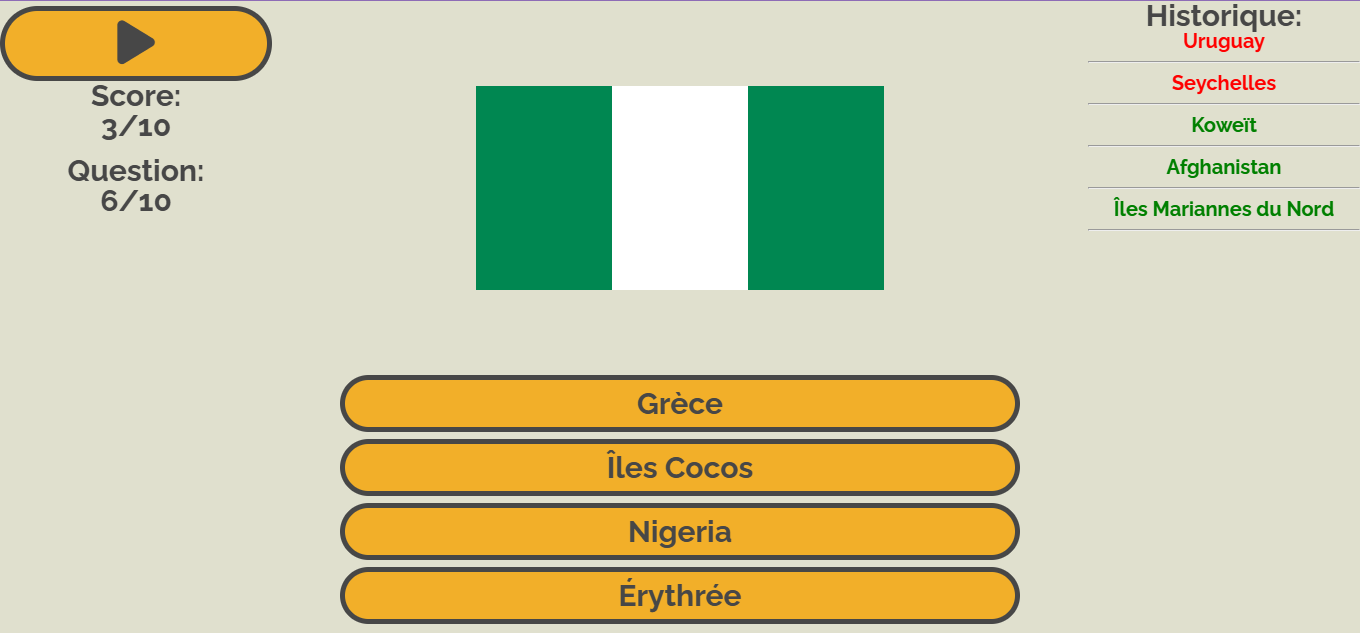 Score:
3/10
Question:
6/10
Grèce
Îles Cocos
Nigeria
Érythrée
Historique:
Uruguay
Seychelles
Koweït
Afghanistan
Îles Mariannes du Nord